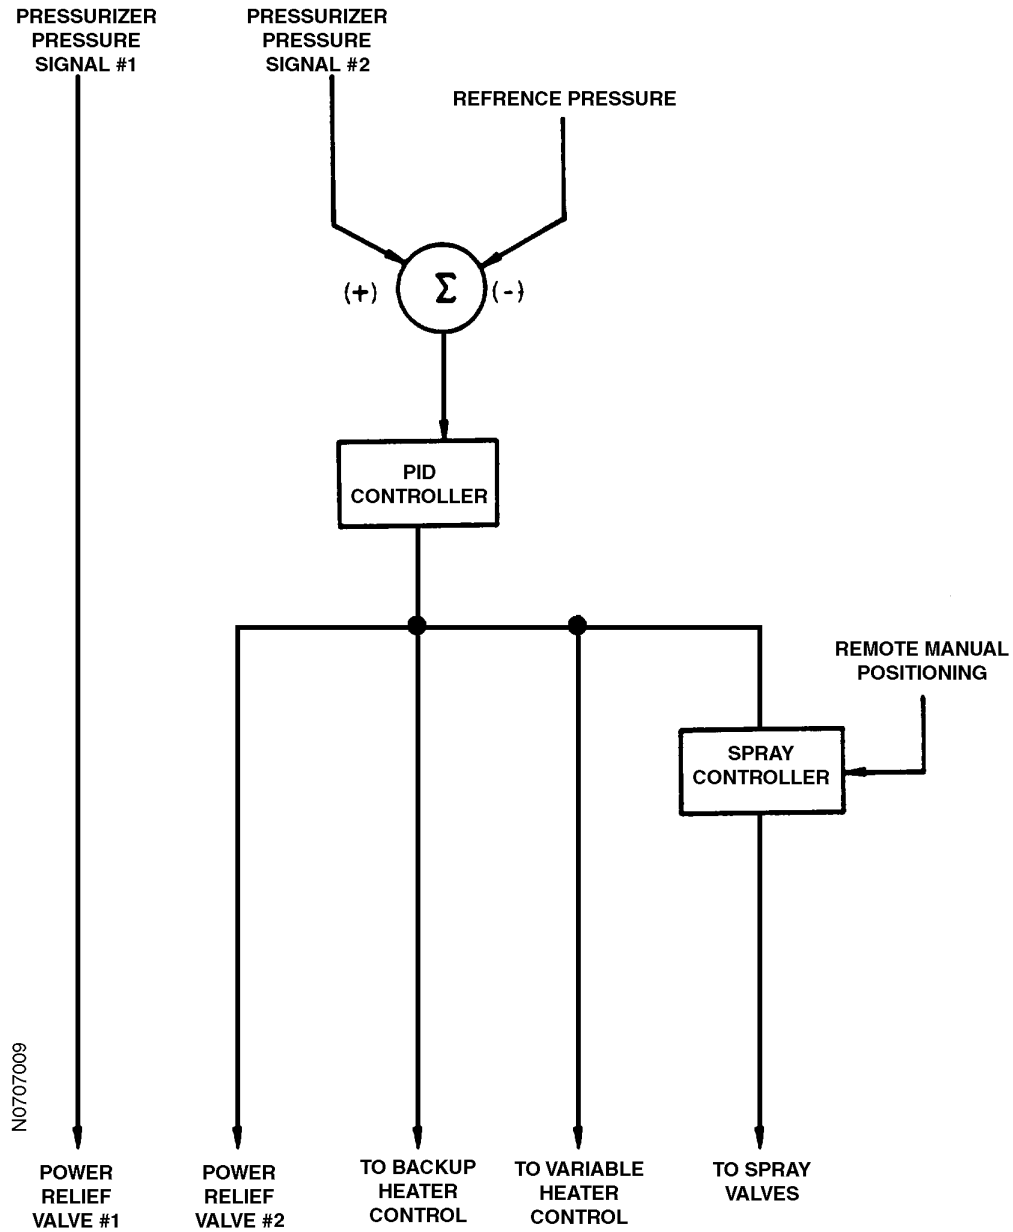 PRESSURIZER
PRESSURE
SIGNAL #1
PRESSURIZER
PRESSURE
SIGNAL #2
REFRENCE PRESSURE
(+)
Σ
(-)
PID
CONTROLLER
REMOTE MANUAL
POSITIONING
SPRAY
CONTROLLER
N0707009
POWER
RELIEF
VALVE #1
POWER
RELIEF
VALVE #2
TO BACKUP
HEATER
CONTROL
TO VARIABLE
HEATER
CONTROL
TO SPRAY
VALVES